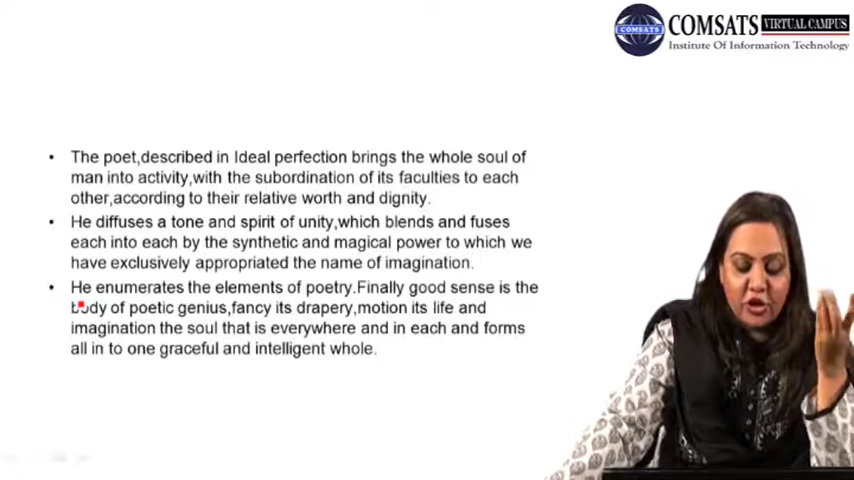 COMSATS VIRTUAL CAMPUS
COMSATS
Institute Of Information Technology
• The poet,described in Ideal perfection brings the whole soul of
man into activity,with the subordination of its faculties to each
other,according to their relative worth and dignity.
• He diffuses a tone and spirit of unity,which blends and fuses
each into each by the synthetic and magical power to which we
have exclusively appropriated the name of imagination.
• He enumerates the elements of poetry.Finally good sense is the
body of poetic genius,fancy its drapery,motion its life and
imagination the soul that is everywhere and in each and forms
all in to one graceful and intelligent whole.